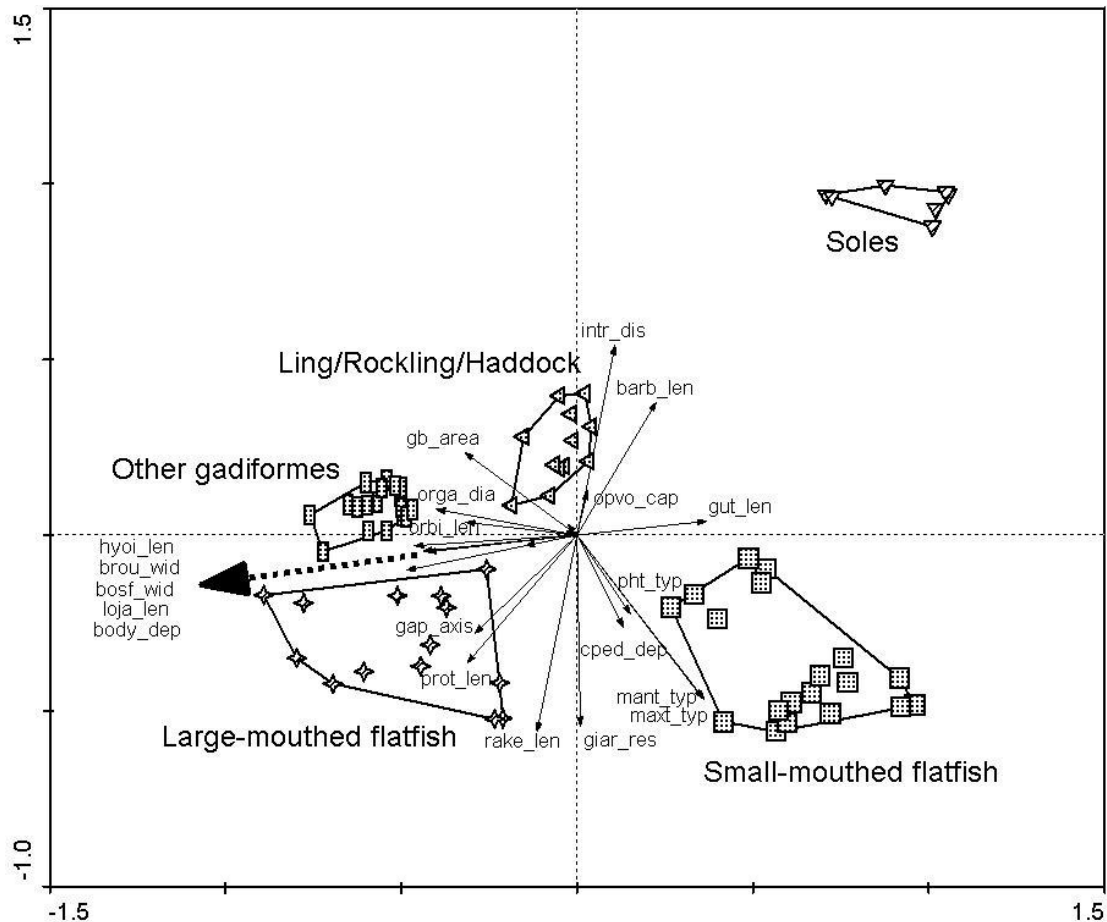 1.5
Soles
intr_dis
Ling/Rockling/Haddock
barb_len
gb_area
Other gadiformes
orga_dia
opvo_cap
gut_len
orbi_len
hyoi_len
brou_wid
bosf_wid
loja_len
body_dep
pht_typ
gap_axis
cped_dep
prot_len
mant_typ
maxt_typ
Large-mouthed flatfish
rake_len
giar_res
Small-mouthed flatfish
-1.0
-1.5
1.5